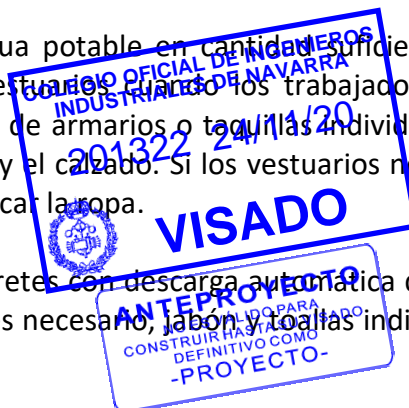 ua potable en cantidad suficie
COLEGIO OFICIAL DE INGENIEROS
INDUSTRIALES DE NAVARRA
estuarios cuando los trabajado
de armarios o taquillas individ
201322 24/11/20
y el calzado. Si los vestuarios n
car la ropa.
VISADO
retes con descarga automática
ANTEPROYECTO
NO ES VÁLIDO PARA
s necesario, jabón y toallas indi
CONSTRUIR HASTA SU VISADO
DEFINITIVO COMO
-PROYECTO-